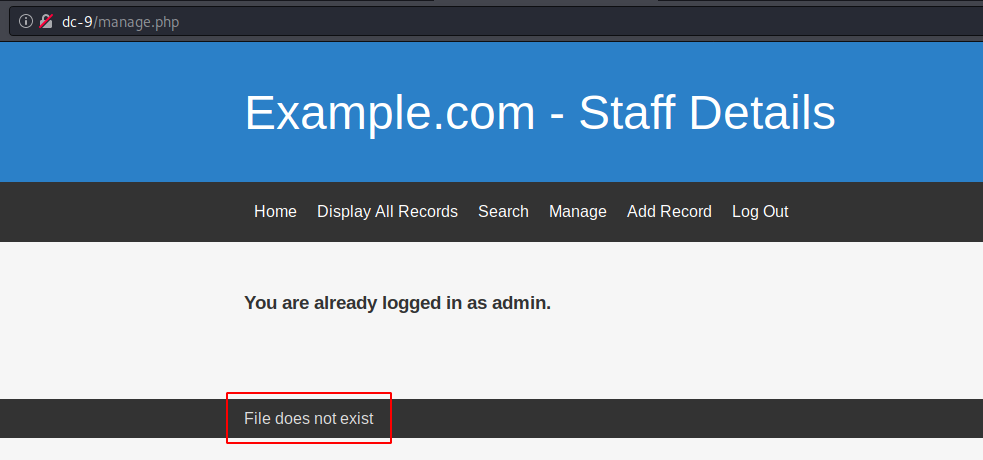 dc-9/manage.php
Example.com - Staff Details
Home Display All Records Search Manage Add Record Log Out
You are already logged in as admin.
File does not exist